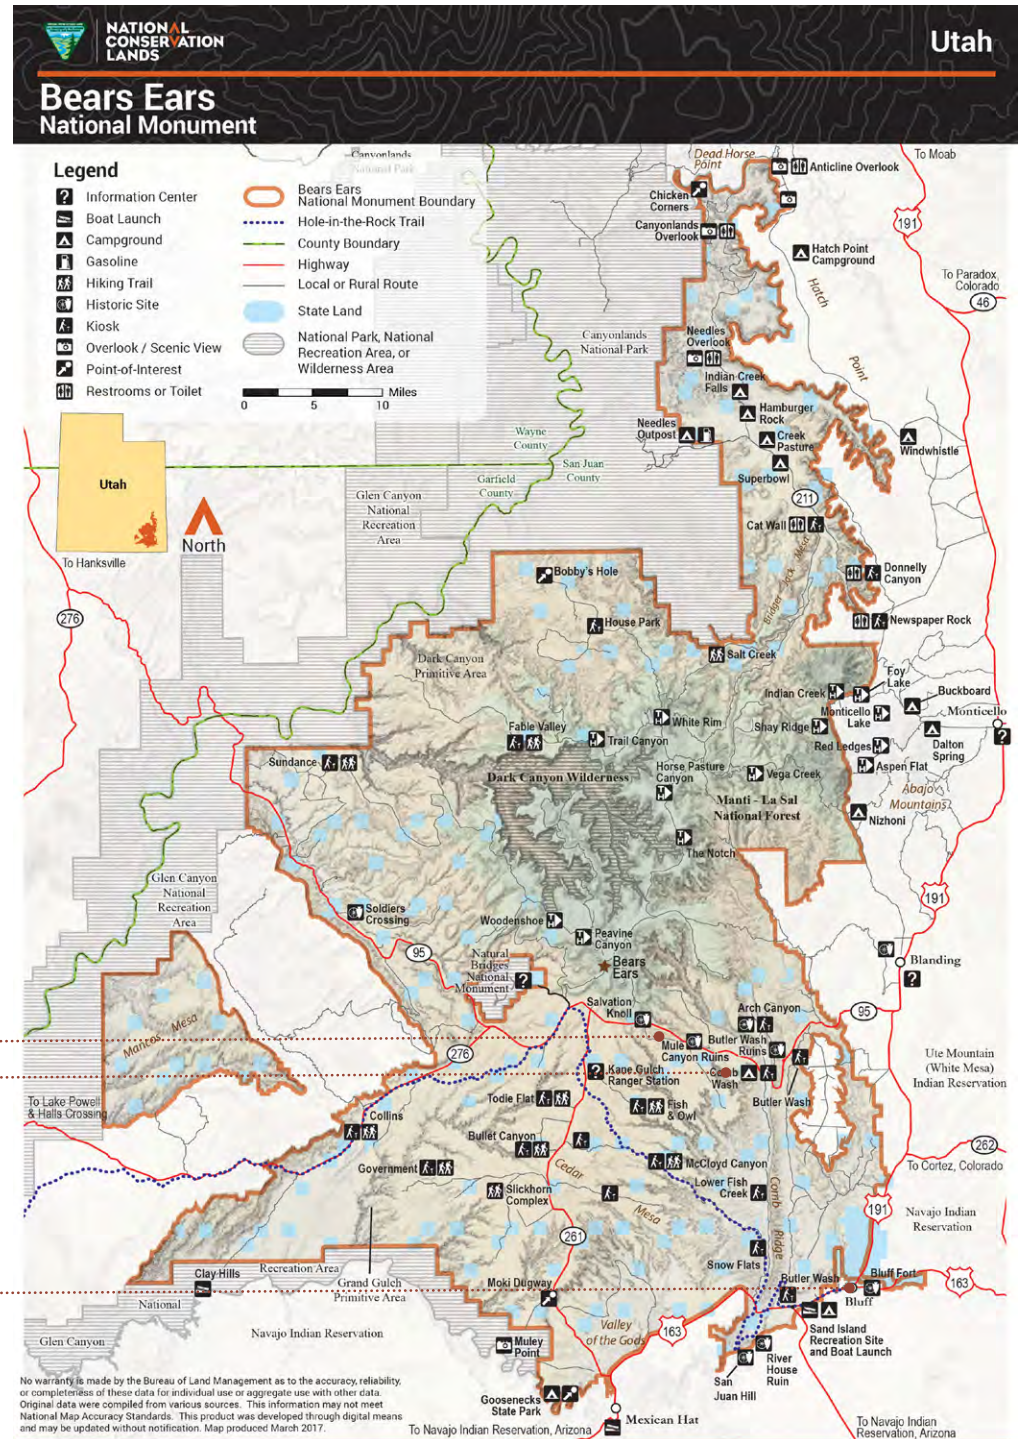 NATIONAL
CONSERVATION
LANDS
Utah
Bears Ears
National Monument
Legend
Information Center
Boat Launch
Campground
Gasoline
Hiking Trail
Historic Site
Kiosk
Overlook / Scenic View
Point-of-Interest
Restrooms or Toilet
Bears Ears
National Monument Boundary
Hole-in-the-Rock Trail
County Boundary
Highway
Local or Rural Route
State Land
National Park, National
Recreation Area, or
Wilderness Area
Miles
0 5 10
Utah
North
Canyonlands
National Park
Dead Horse
Point
Anticline Overlook
To Moab
Chicken
Corners
Canyonlands
Overlook
191
Hatch Point
Campground
To Paradox,
Colorado
46
Hatch
Point
Canyonlands
National Park
Needles
Overlook
Indian Creek
Falls
Hamburger
Rock
Needles
Outpost
Creek
Pasture
Windwhistle
Superbowl
211
Wayne
County
San Juan
County
Garfield
County
Glen Canyon
National
Recreation
Area
Cat Wall
Bridger Jack Mesa
Donnelly
Canyon
To Hanksville
276
Bobby's Hole
House Park
Newspaper Rock
Salt Creek
Dark Canyon
Primitive Area
Foy
Lake
Indian Creek
Buckboard
Monticello
Lake
Monticello
White Rim
Shay Ridge
Fable Valley
Trail Canyon
Red Ledges
Dalton
Spring
Sundance
Horse Pasture
Canyon
Vega Creek
Aspen Flat
Dark Canyon Wilderness
Abajo
Mountains
Manti - La Sal
National Forest
Nizhoni
The Notch
Glen Canyon
National
Recreation
Area
191
Soldiers
Crossing
Woodenshoe
Peavine
Canyon
95
Natural
Bridges
National
Monument
Bears
Ears
Blanding
Mancos Mesa
Salvation
Knoll
Arch Canyon
95
Mule
Canyon Ruins
Butler Wash
Ruins
276
Kane Gulch
Ranger Station
Comb
Wash
Ute Mountain
(White Mesa)
Indian Reservation
To Lake Powell
& Halls Crossing
Todie Flat
Fish
& Owl
Butler Wash
Collins
Bullet Canyon
262
To Cortez, Colorado
Government
McCloyd Canyon
Cedar
Mesa
Slickhorn
Complex
Lower Fish
Creek
Comb
Ridge
191
Navajo Indian
Reservation
261
Snow Flats
Clay Hills
Recreation Area
Grand Gulch
Primitive Area
National
Moki Dugway
Butler Wash
Bluff Fort
163
Bluff
Glen Canyon
Navajo Indian Reservation
Valley
of the Gods
163
Sand Island
Recreation Site
and Boat Launch
Muley
Point
River
House
Ruin
San
Juan Hill
Goosenecks
State Park
Mexican Hat
To Navajo Indian Reservation, Arizona
To Navajo Indian
Reservation, Arizona
No warranty is made by the Bureau of Land Management as to the accuracy, reliability,
or completeness of these data for individual use or aggregate use with other data.
Original data were compiled from various sources. This information may not meet
National Map Accuracy Standards. This product was developed through digital means
and may be updated without notification. Map produced March 2017.